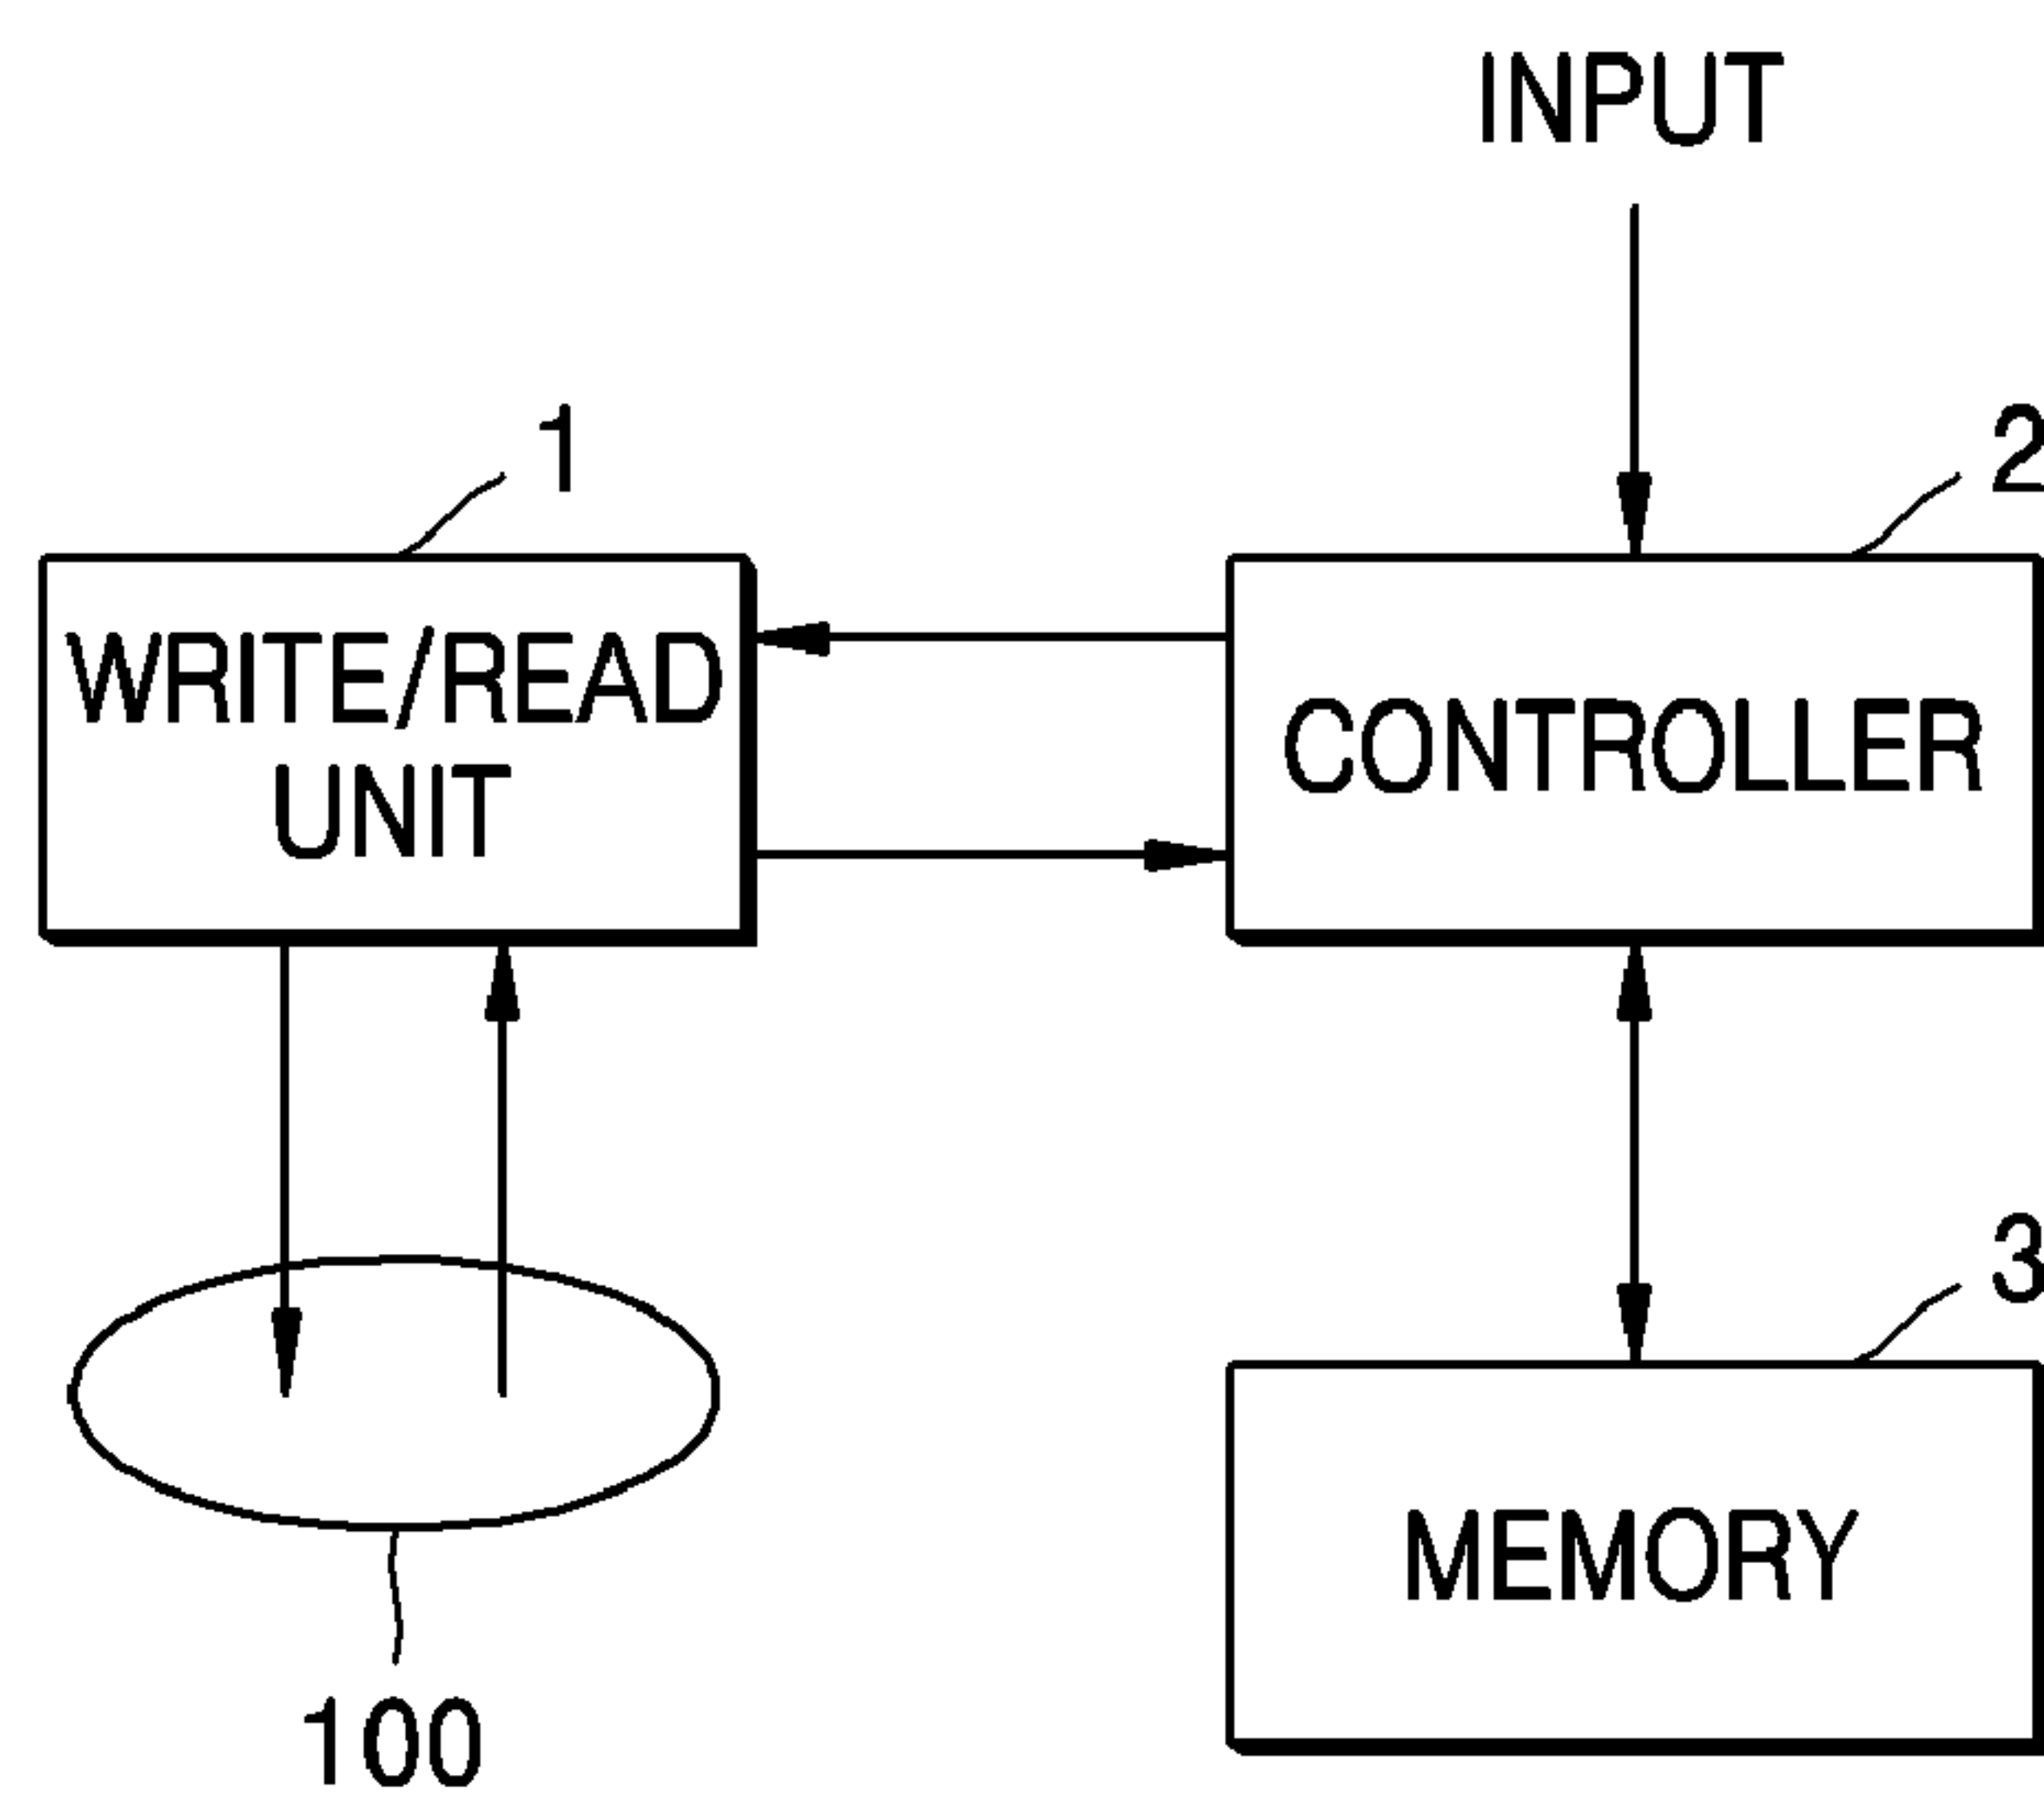 INPUT
1
2
WRITE/READ
UNIT
CONTROLLER
3
MEMORY
100